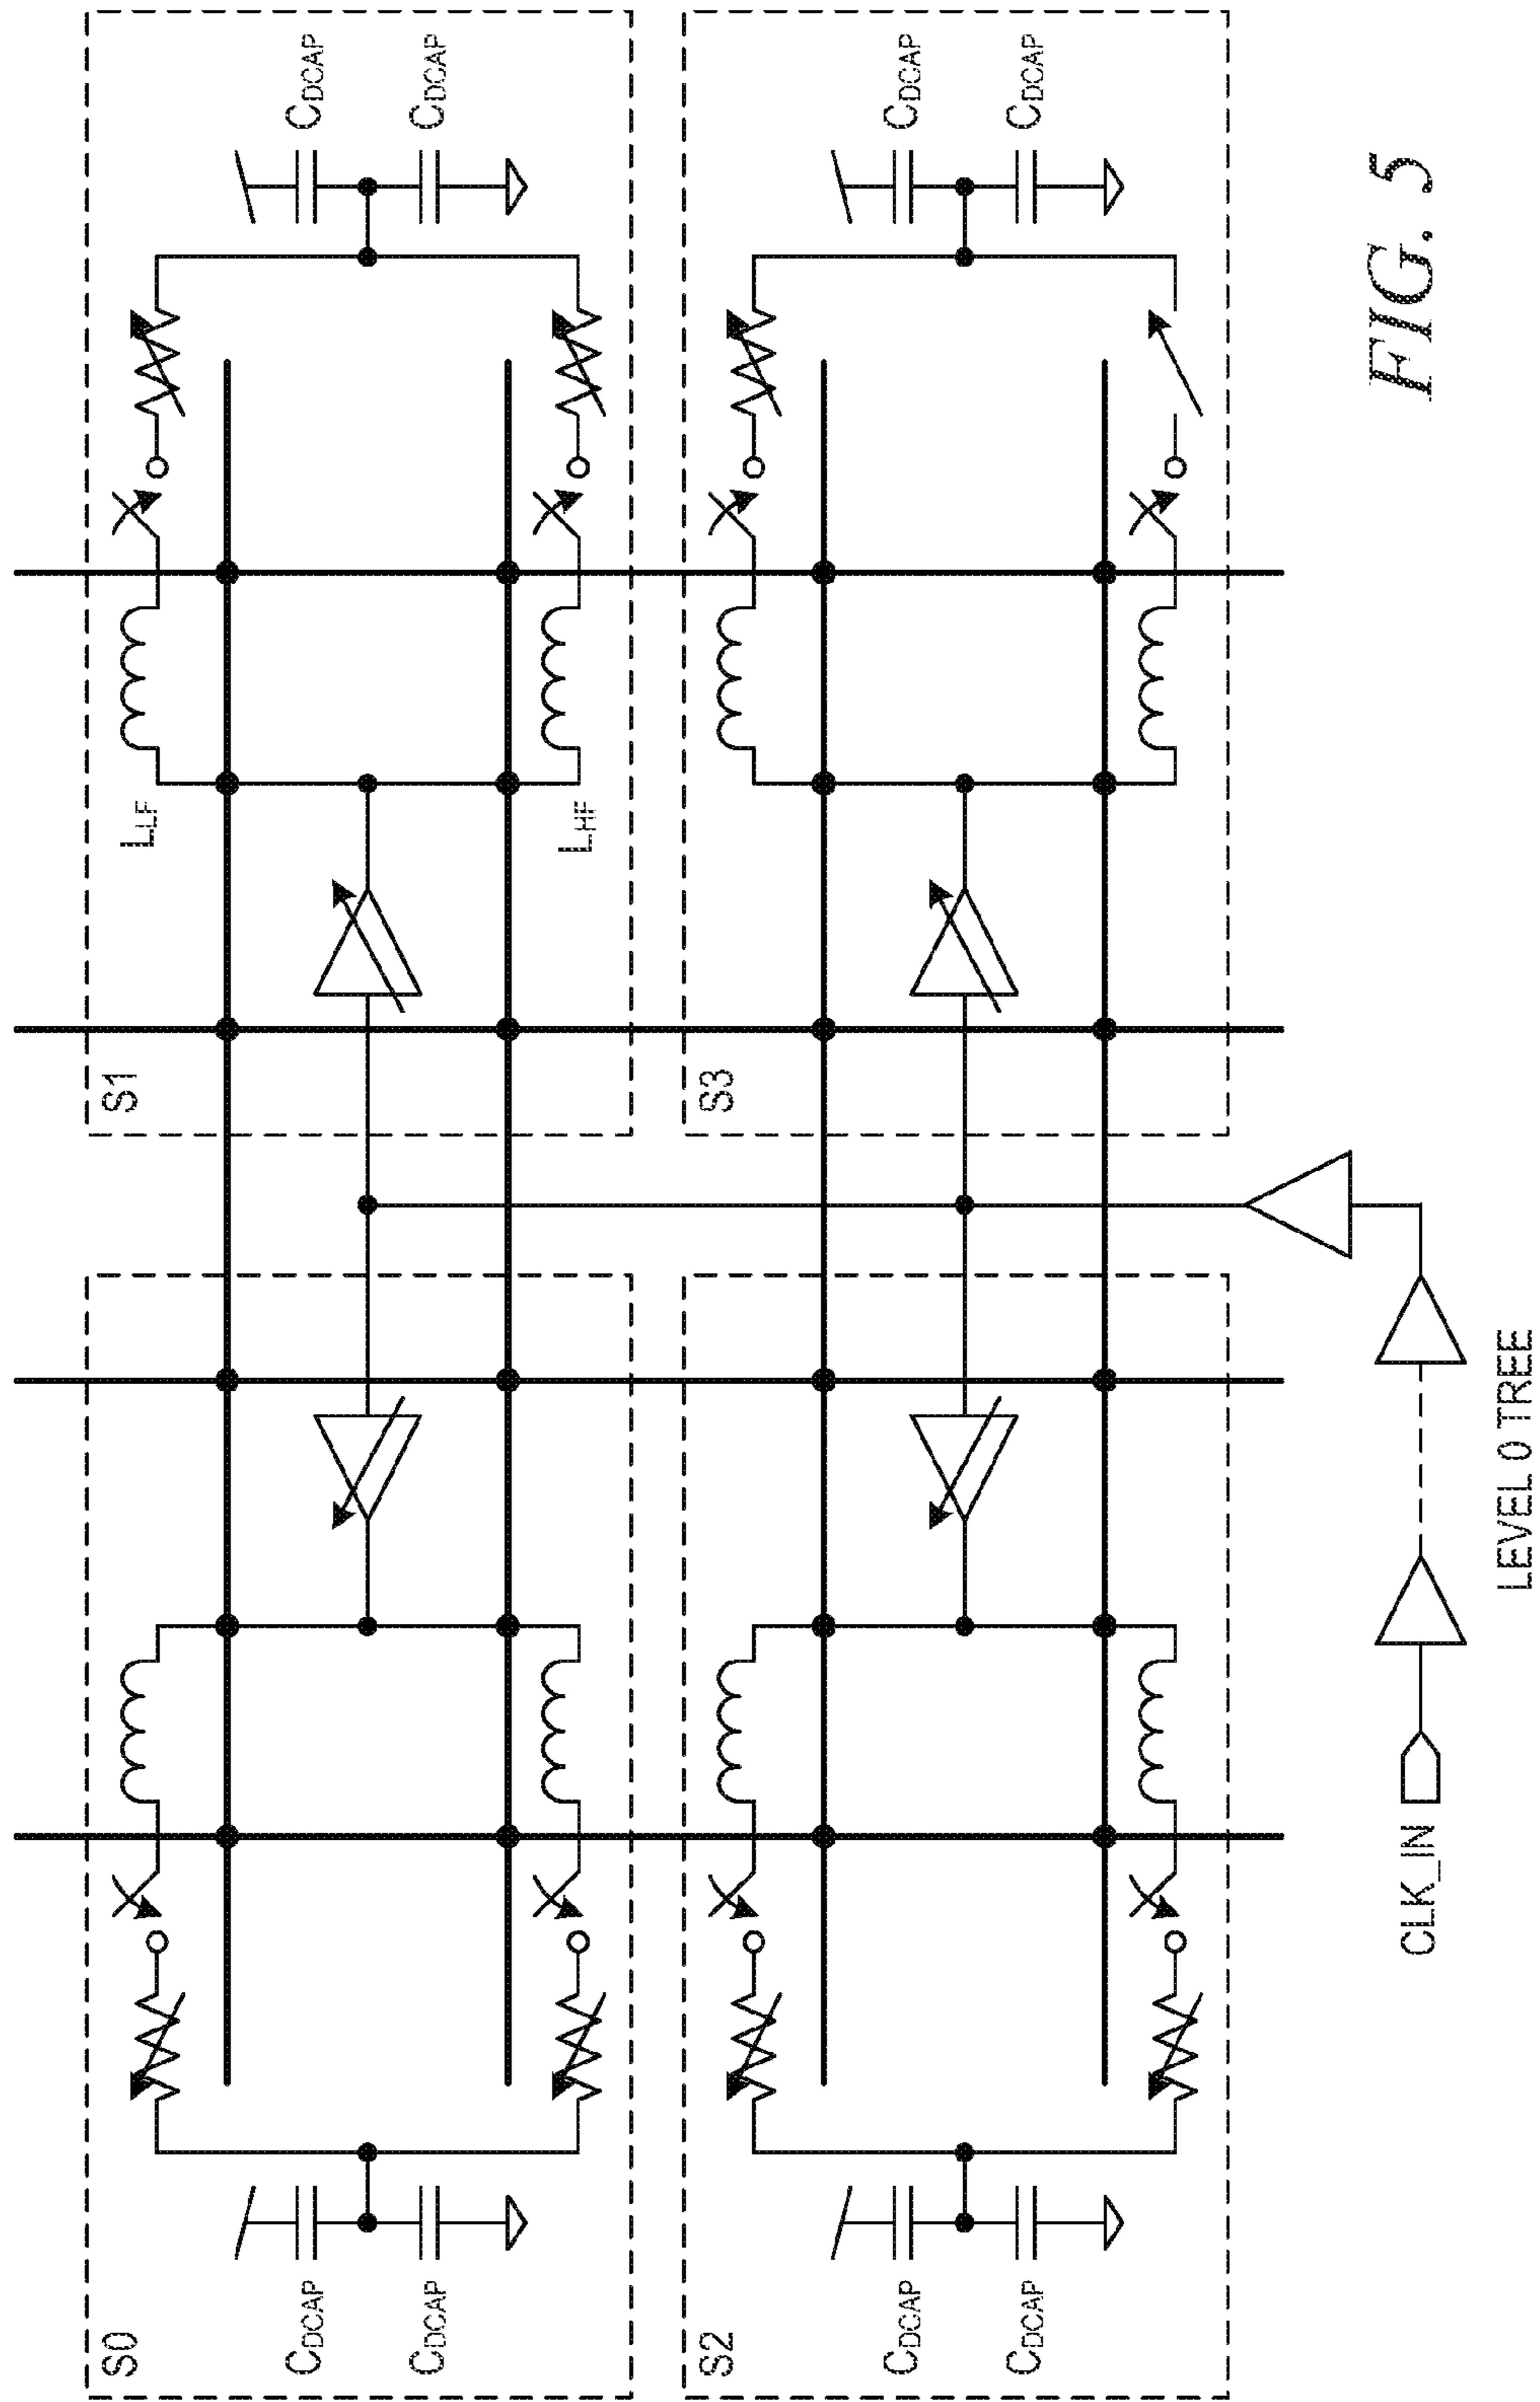 S0
C_DCAP
C_DCAP
S1
L_LF
L_HF
C_DCAP
C_DCAP
S2
C_DCAP
C_DCAP
S3
C_DCAP
C_DCAP
CLK_IN
LEVEL 0 TREE
FIG. 5